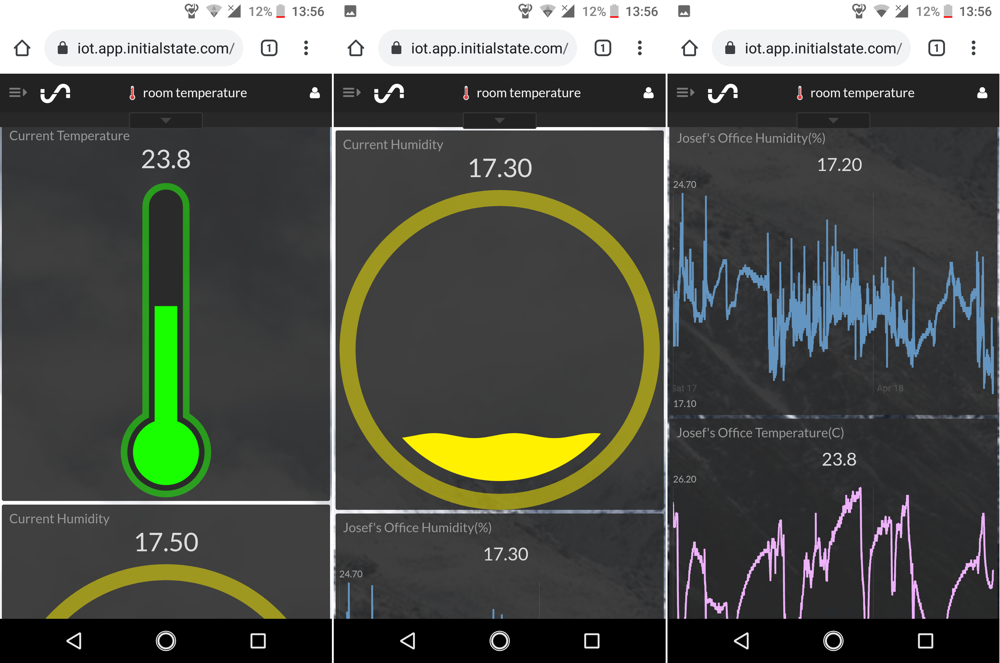 12% 13:56
iot.app.initialstate.com/
1
room temperature
Current Temperature
23.8
Current Humidity
17.50
12% 13:56
iot.app.initialstate.com/
1
room temperature
Current Humidity
17.30
Josef's Office Humidity(%)
17.30
24.70
12% 13:56
iot.app.initialstate.com/
1
room temperature
Josef's Office Humidity(%)
17.20
24.70
Sat 17
Apr 18
17.10
Josef's Office Temperature(C)
23.8
26.20